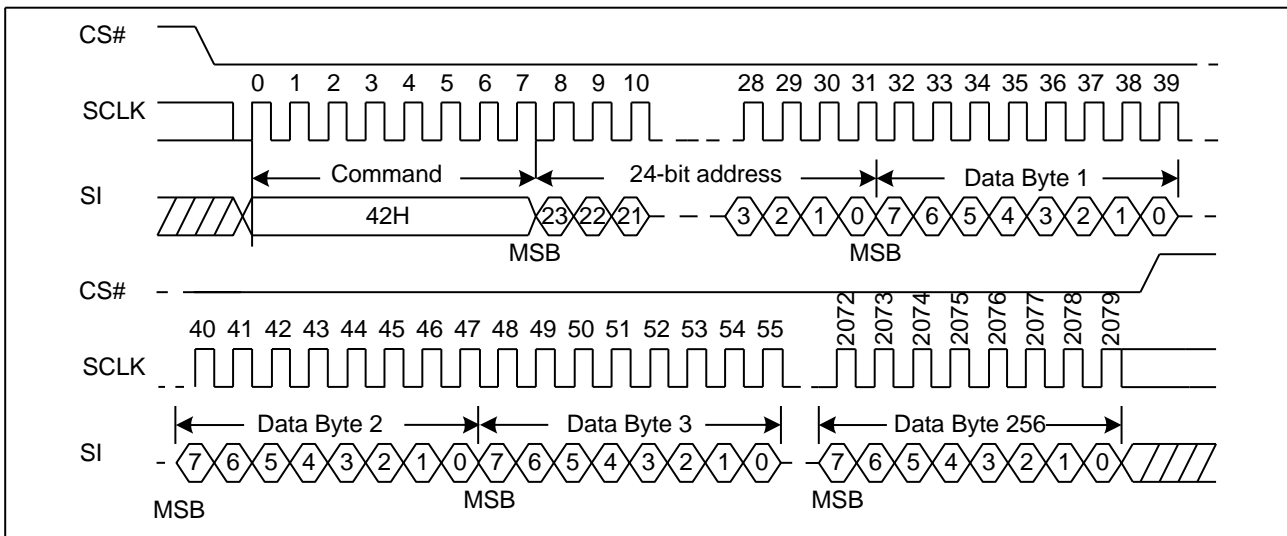 CS#
0 1 2 3 4 5 6 7 8 9 10 28 29 30 31 32 33 34 35 36 37 38 39
SCLK
Command 24-bit address Data Byte 1
SI
42H 23 22 21 3 2 1 0 7 6 5 4 3 2 1 0
MSB MSB
CS#
40 41 42 43 44 45 46 47 48 49 50 51 52 53 54 55 2072 2073 2074 2075 2076 2077 2078 2079
SCLK
Data Byte 2 Data Byte 3 Data Byte 256
SI
7 6 5 4 3 2 1 0 7 6 5 4 3 2 1 0 7 6 5 4 3 2 1 0
MSB MSB MSB